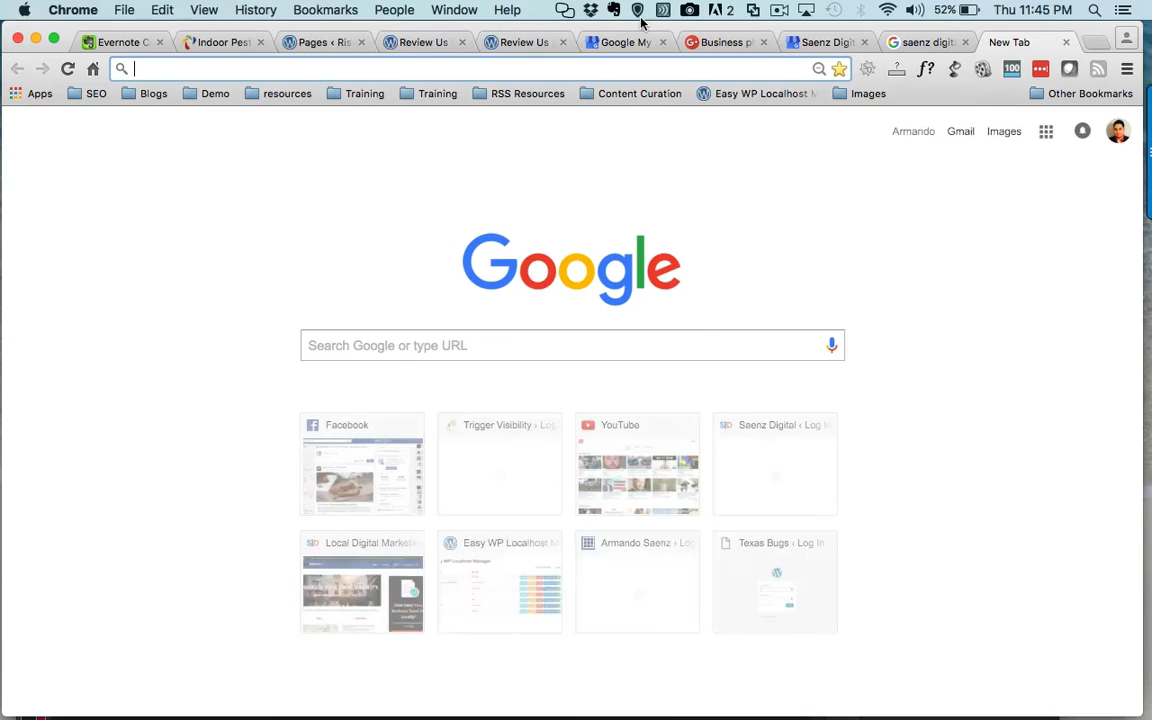 Chrome File Edit View History Bookmarks People Window Help 2 52% Thu 11:45 PM
Evernote C Indoor Pest Pages ‹ Ris Review Us Review Us Google My Business p Saenz Digit saenz digita New Tab
100
Apps SEO Blogs Demo resources Training Training RSS Resources Content Curation Easy WP Localhost M Images Other Bookmarks
Armando Gmail Images
Google
Search Google or type URL
Facebook Trigger Visibility › Log YouTube Saenz Digital ‹ Log In
Local Digital Marke Easy WP Localhost M Armando Saenz › Log Texas Bugs ‹ Log In